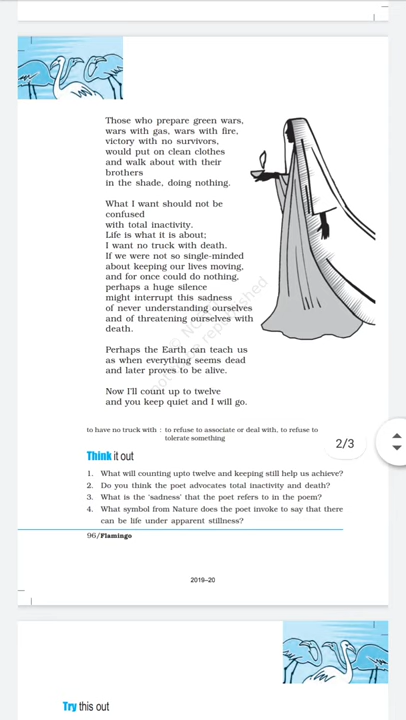 Those who prepare green wars,
wars with gas, wars with fire,
victory with no survivors,
would put on clean clothes
and walk about with their
brothers
in the shade, doing nothing.
What I want should not be
confused
with total inactivity.
Life is what it is about;
I want no truck with death.
If we were not so single-minded
about keeping our lives moving,
and for once could do nothing,
perhaps a huge silence
might interrupt this sadness
of never understanding ourselves
and of threatening ourselves with
death.
Perhaps the Earth can teach us
as when everything seems dead
and later proves to be alive.
Now I'll count up to twelve
and you keep quiet and I will go.
to have no truck with : to refuse to associate or deal with, to refuse to
tolerate something
2/3
Think it out
1. What will counting upto twelve and keeping still help us achieve?
2. Do you think the poet advocates total inactivity and death?
3. What is the 'sadness' that the poet refers to in the poem?
4. What symbol from Nature does the poet invoke to say that there
can be life under apparent stillness?
96/Flamingo
2019–20
Try this out